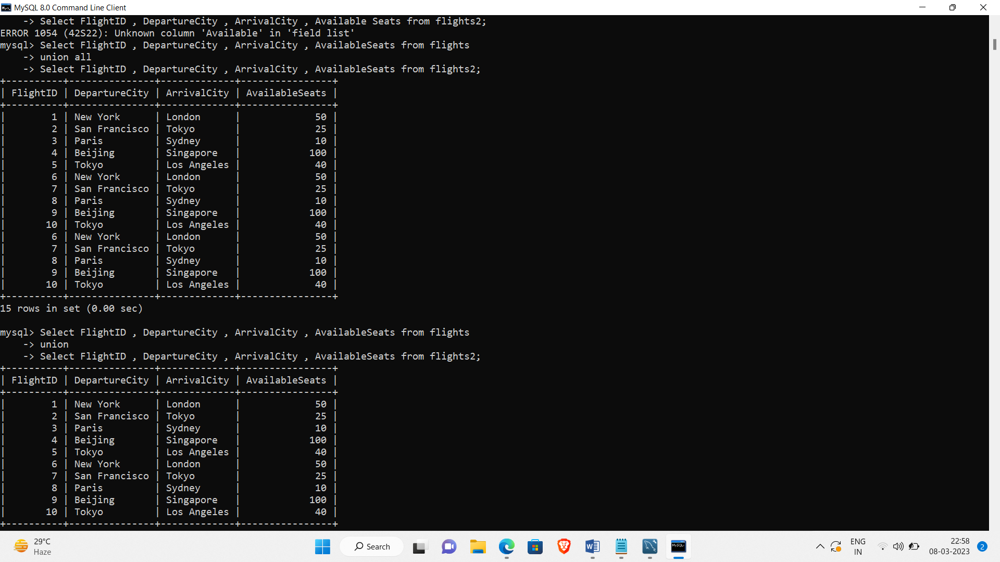 MySQL 8.0 Command Line Client
    -> Select FlightID , DepartureCity , ArrivalCity , Available Seats from flights2;
ERROR 1054 (42S22): Unknown column 'Available' in 'field list'
mysql> Select FlightID , DepartureCity , ArrivalCity , AvailableSeats from flights
    -> union all
    -> Select FlightID , DepartureCity , ArrivalCity , AvailableSeats from flights2;
+----------+---------------+-------------+----------------+
| FlightID | DepartureCity | ArrivalCity | AvailableSeats |
+----------+---------------+-------------+----------------+
|        1 | New York      | London      |             50 |
|        2 | San Francisco | Tokyo       |             25 |
|        3 | Paris         | Sydney      |             10 |
|        4 | Beijing       | Singapore   |            100 |
|        5 | Tokyo         | Los Angeles |             40 |
|        6 | New York      | London      |             50 |
|        7 | San Francisco | Tokyo       |             25 |
|        8 | Paris         | Sydney      |             10 |
|        9 | Beijing       | Singapore   |            100 |
|       10 | Tokyo         | Los Angeles |             40 |
|        6 | New York      | London      |             50 |
|        7 | San Francisco | Tokyo       |             25 |
|        8 | Paris         | Sydney      |             10 |
|        9 | Beijing       | Singapore   |            100 |
|       10 | Tokyo         | Los Angeles |             40 |
+----------+---------------+-------------+----------------+
15 rows in set (0.00 sec)

mysql> Select FlightID , DepartureCity , ArrivalCity , AvailableSeats from flights
    -> union
    -> Select FlightID , DepartureCity , ArrivalCity , AvailableSeats from flights2;
+----------+---------------+-------------+----------------+
| FlightID | DepartureCity | ArrivalCity | AvailableSeats |
+----------+---------------+-------------+----------------+
|        1 | New York      | London      |             50 |
|        2 | San Francisco | Tokyo       |             25 |
|        3 | Paris         | Sydney      |             10 |
|        4 | Beijing       | Singapore   |            100 |
|        5 | Tokyo         | Los Angeles |             40 |
|        6 | New York      | London      |             50 |
|        7 | San Francisco | Tokyo       |             25 |
|        8 | Paris         | Sydney      |             10 |
|        9 | Beijing       | Singapore   |            100 |
|       10 | Tokyo         | Los Angeles |             40 |
+----------+---------------+-------------+----------------+
29°C
Haze
Search
ENG
IN
22:58
08-03-2023
2